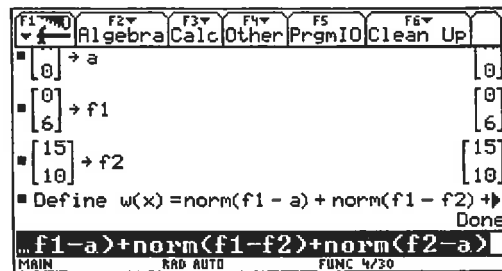 F1 F2 F3 F4 F5 F6
Algebra Calc Other PrgmIO Clean Up
[0] → a [0]
[0 6] → f1 [0 6]
[15 10] → f2 [15 10]
Define w(x) =norm(f1 - a) + norm(f1 - f2) +
Done
…f1-a)+norm(f1-f2)+norm(f2-a)
MAIN RAD AUTO FUNC 4/30